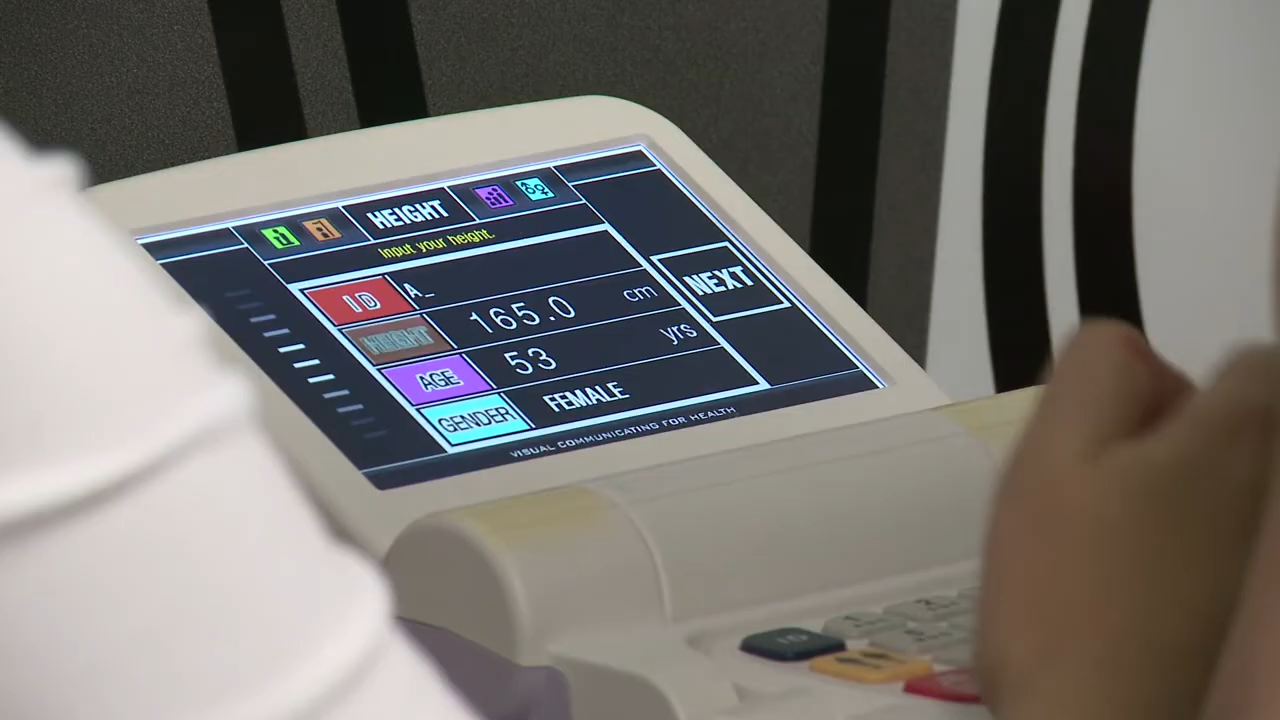 HEIGHT
Input your height.
ID A_
HEIGHT 165.0 cm
AGE 53 yrs
GENDER FEMALE
NEXT
VISUAL COMMUNICATING FOR HEALTH
ID